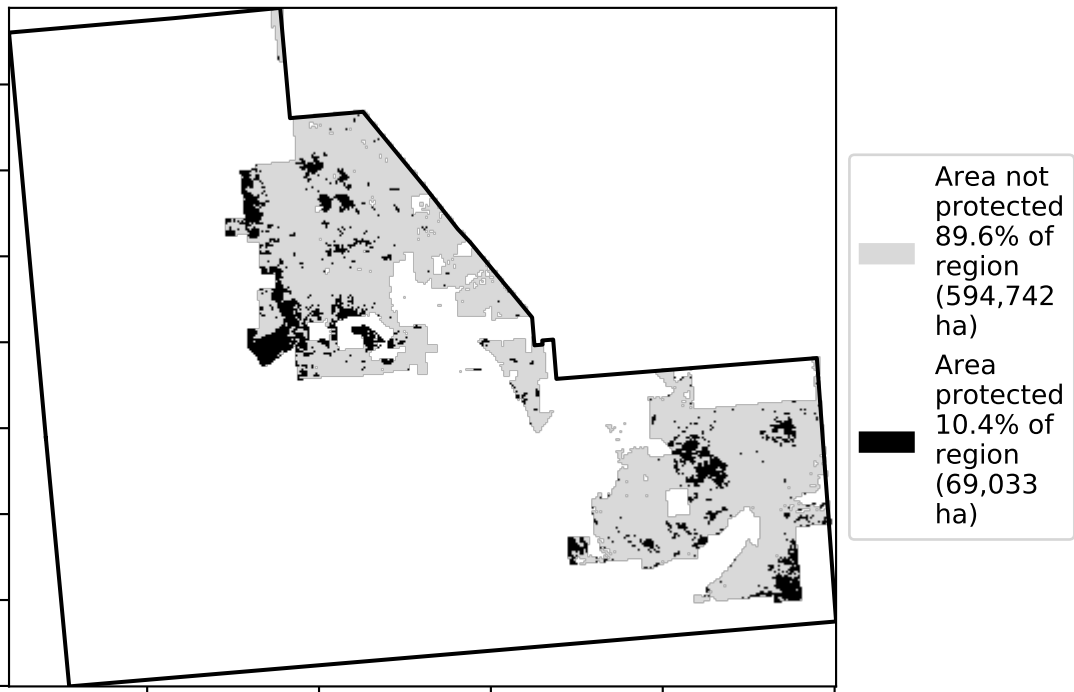 Area not
protected
89.6% of
region
(594,742
ha)
Area
protected
10.4% of
region
(69,033
ha)